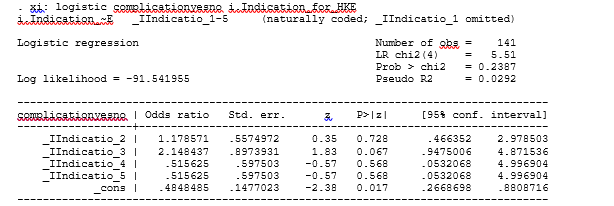 . xi: logistic complicationyesno i.Indication_for_HKE
i.Indication_~E _IIndicatio_1-5 (naturally coded; _IIndicatio_1 omitted)
Logistic regression Number of obs = 141
LR chi2(4) = 5.51
Prob > chi2 = 0.2387
Log likelihood = -91.541955 Pseudo R2 = 0.0292
complicationyesno | Odds ratio Std. err. z P>|z| [95% conf. interval]
_IIndicatio_2 | 1.178571 .5574972 0.35 0.728 .466352 2.978503
_IIndicatio_3 | 2.148437 .8973931 1.83 0.067 .9475006 4.871536
_IIndicatio_4 | .515625 .597503 -0.57 0.568 .0532068 4.996904
_IIndicatio_5 | .515625 .597503 -0.57 0.568 .0532068 4.996904
_cons | .4848485 .1477023 -2.38 0.017 .2668698 .8808716